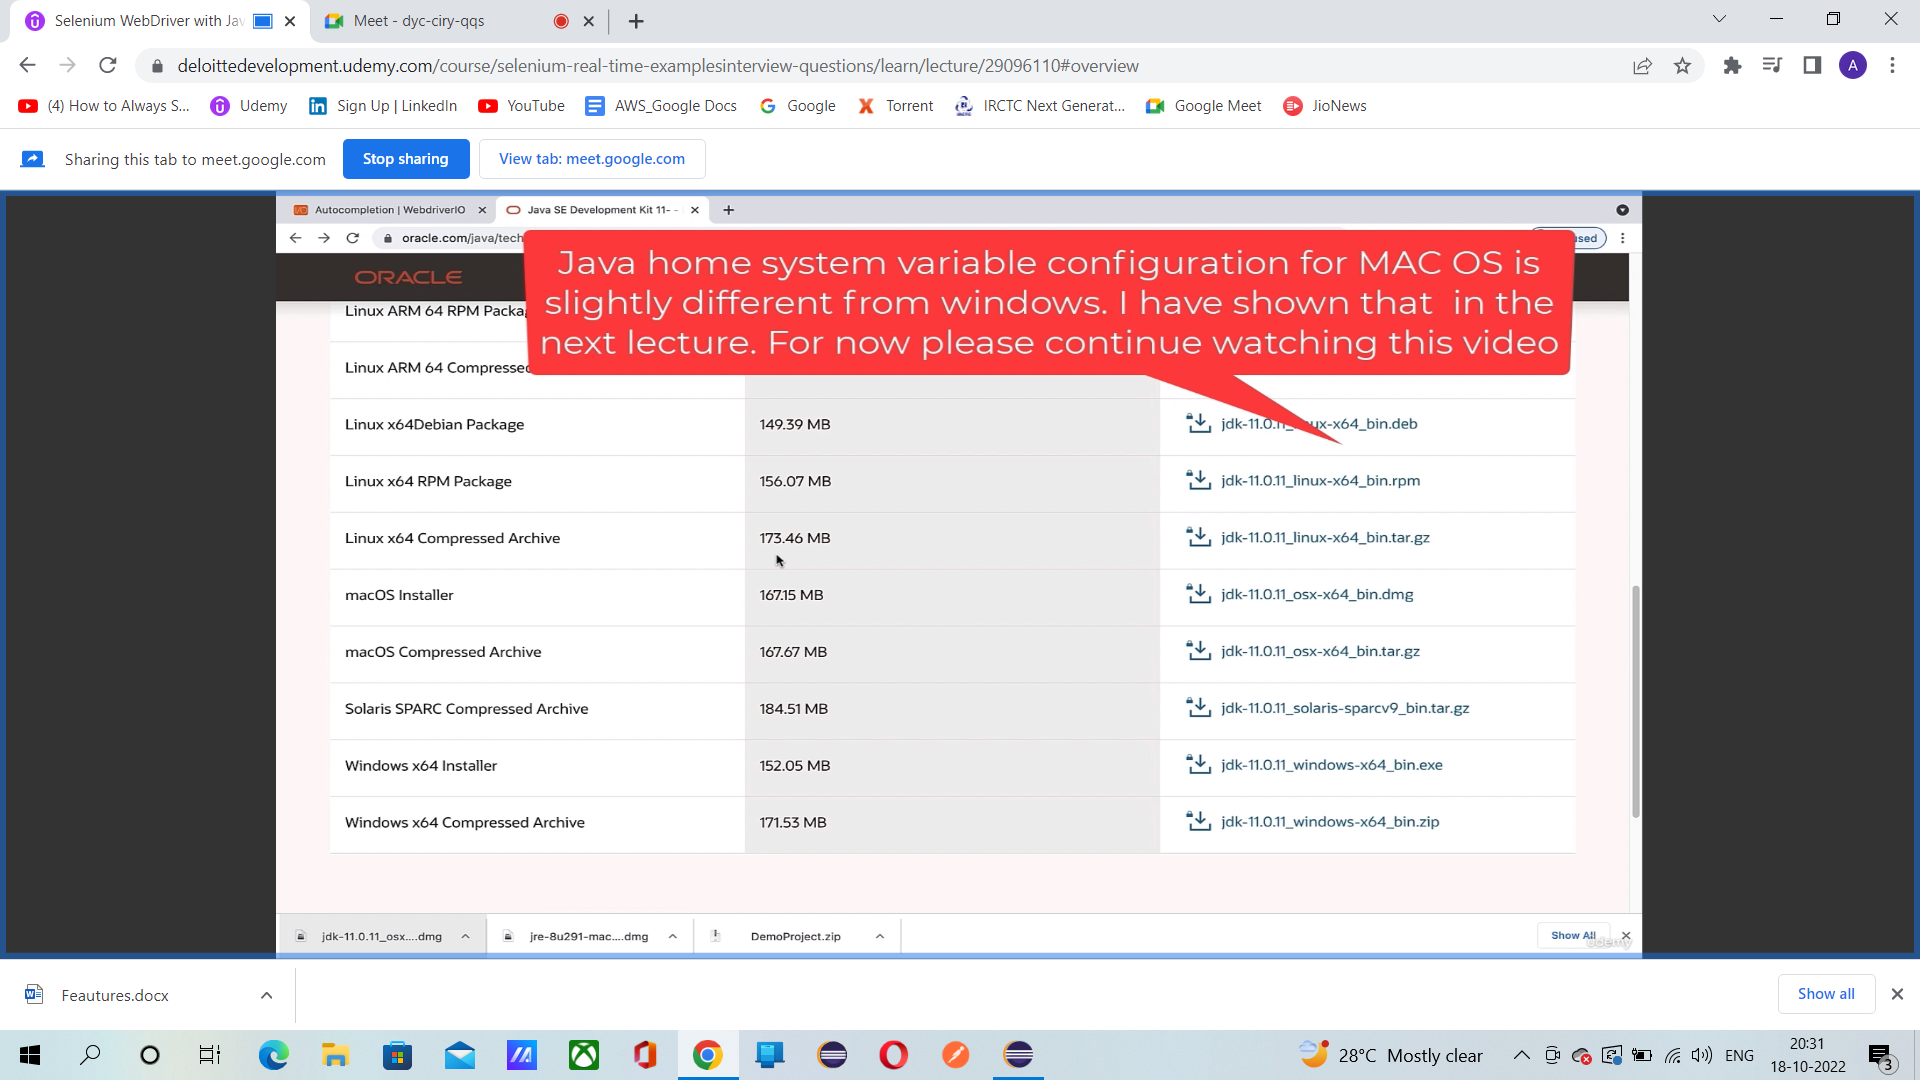 Selenium WebDriver with Jav
Meet - dyc-ciry-qqs
deloittedevelopment.udemy.com/course/selenium-real-time-examplesinterview-questions/learn/lecture/29096110#overview
A
(4) How to Always S...
Udemy
Sign Up | LinkedIn
YouTube
AWS_Google Docs
Google
Torrent
IRCTC Next Generat...
Google Meet
JioNews
Sharing this tab to meet.google.com
Stop sharing
View tab: meet.google.com
Autocompletion | WebdriverIO
Java SE Development Kit 11-
oracle.com/java/tech
ORACLE
Java home system variable configuration for MAC OS is
slightly different from windows. I have shown that in the
next lecture. For now please continue watching this video
Linux ARM 64 RPM Packa
Linux ARM 64 Compressed
Linux x64Debian Package 149.39 MB jdk-11.0.11_linux-x64_bin.deb
Linux x64 RPM Package 156.07 MB jdk-11.0.11_linux-x64_bin.rpm
Linux x64 Compressed Archive 173.46 MB jdk-11.0.11_linux-x64_bin.tar.gz
macOS Installer 167.15 MB jdk-11.0.11_osx-x64_bin.dmg
macOS Compressed Archive 167.67 MB jdk-11.0.11_osx-x64_bin.tar.gz
Solaris SPARC Compressed Archive 184.51 MB jdk-11.0.11_solaris-sparcv9_bin.tar.gz
Windows x64 Installer 152.05 MB jdk-11.0.11_windows-x64_bin.exe
Windows x64 Compressed Archive 171.53 MB jdk-11.0.11_windows-x64_bin.zip
jdk-11.0.11_osx....dmg
jre-8u291-mac....dmg
DemoProject.zip
Show All
udemy
Feautures.docx
Show all
28°C Mostly clear
ENG
20:31
18-10-2022
3